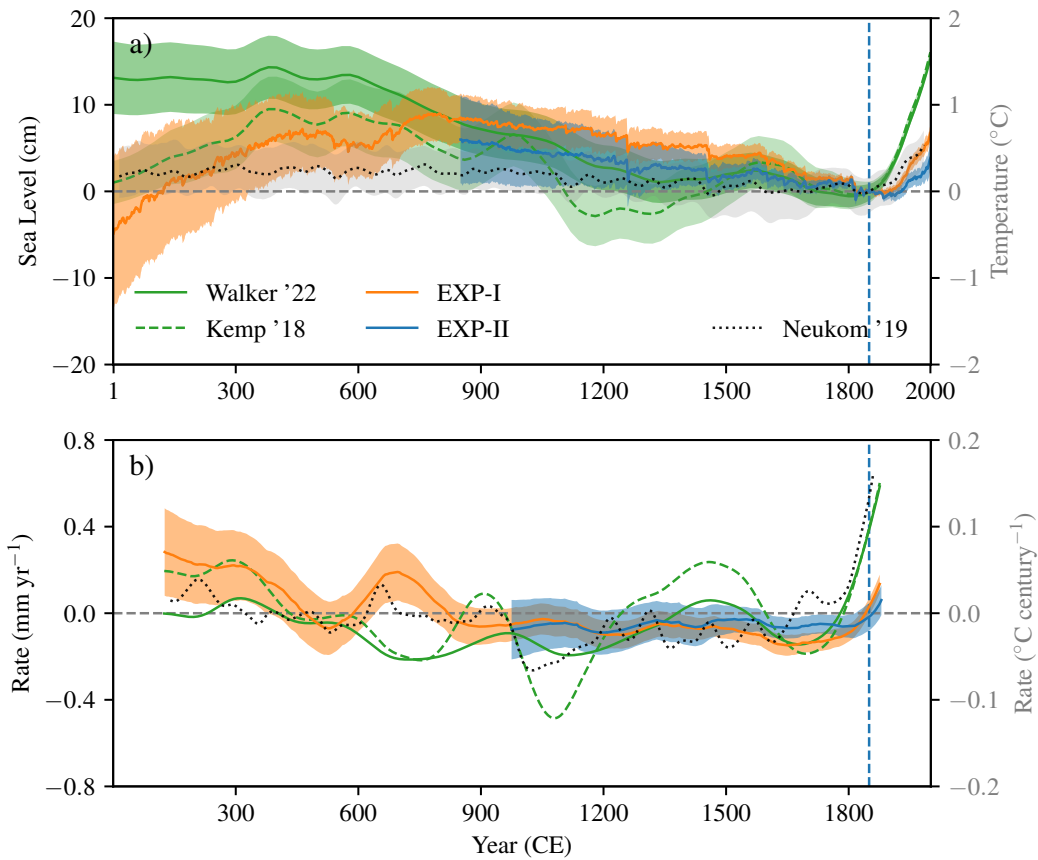 20
10
0
−10
−20
Sea Level (cm)
a)
2
1
0
−1
−2
Temperature (°C)
Walker '22
Kemp '18
EXP-I
EXP-II
Neukom '19
1
300
600
900
1200
1500
1800
2000
0.8
0.4
0.0
−0.4
−0.8
Rate (mm yr⁻¹)
b)
0.2
0.1
0.0
−0.1
−0.2
Rate (°C century⁻¹)
300
600
900
1200
1500
1800
Year (CE)